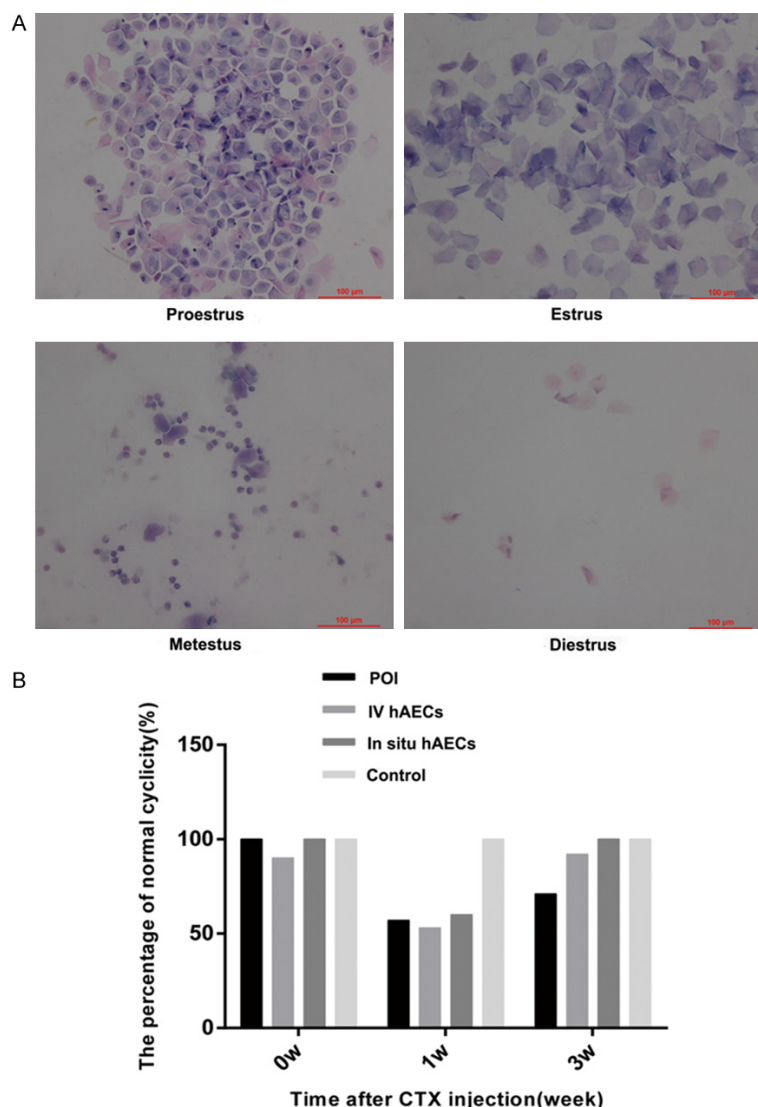 A
100 µm
100 µm
Proestrus
Estrus
100 µm
100 µm
Metestus
Diestrus
B
POI
IV hAECs
In situ hAECs
Control
The percentage of normal cyclicity(%)
150
100
50
0
0w
1w
3w
Time after CTX injection(week)